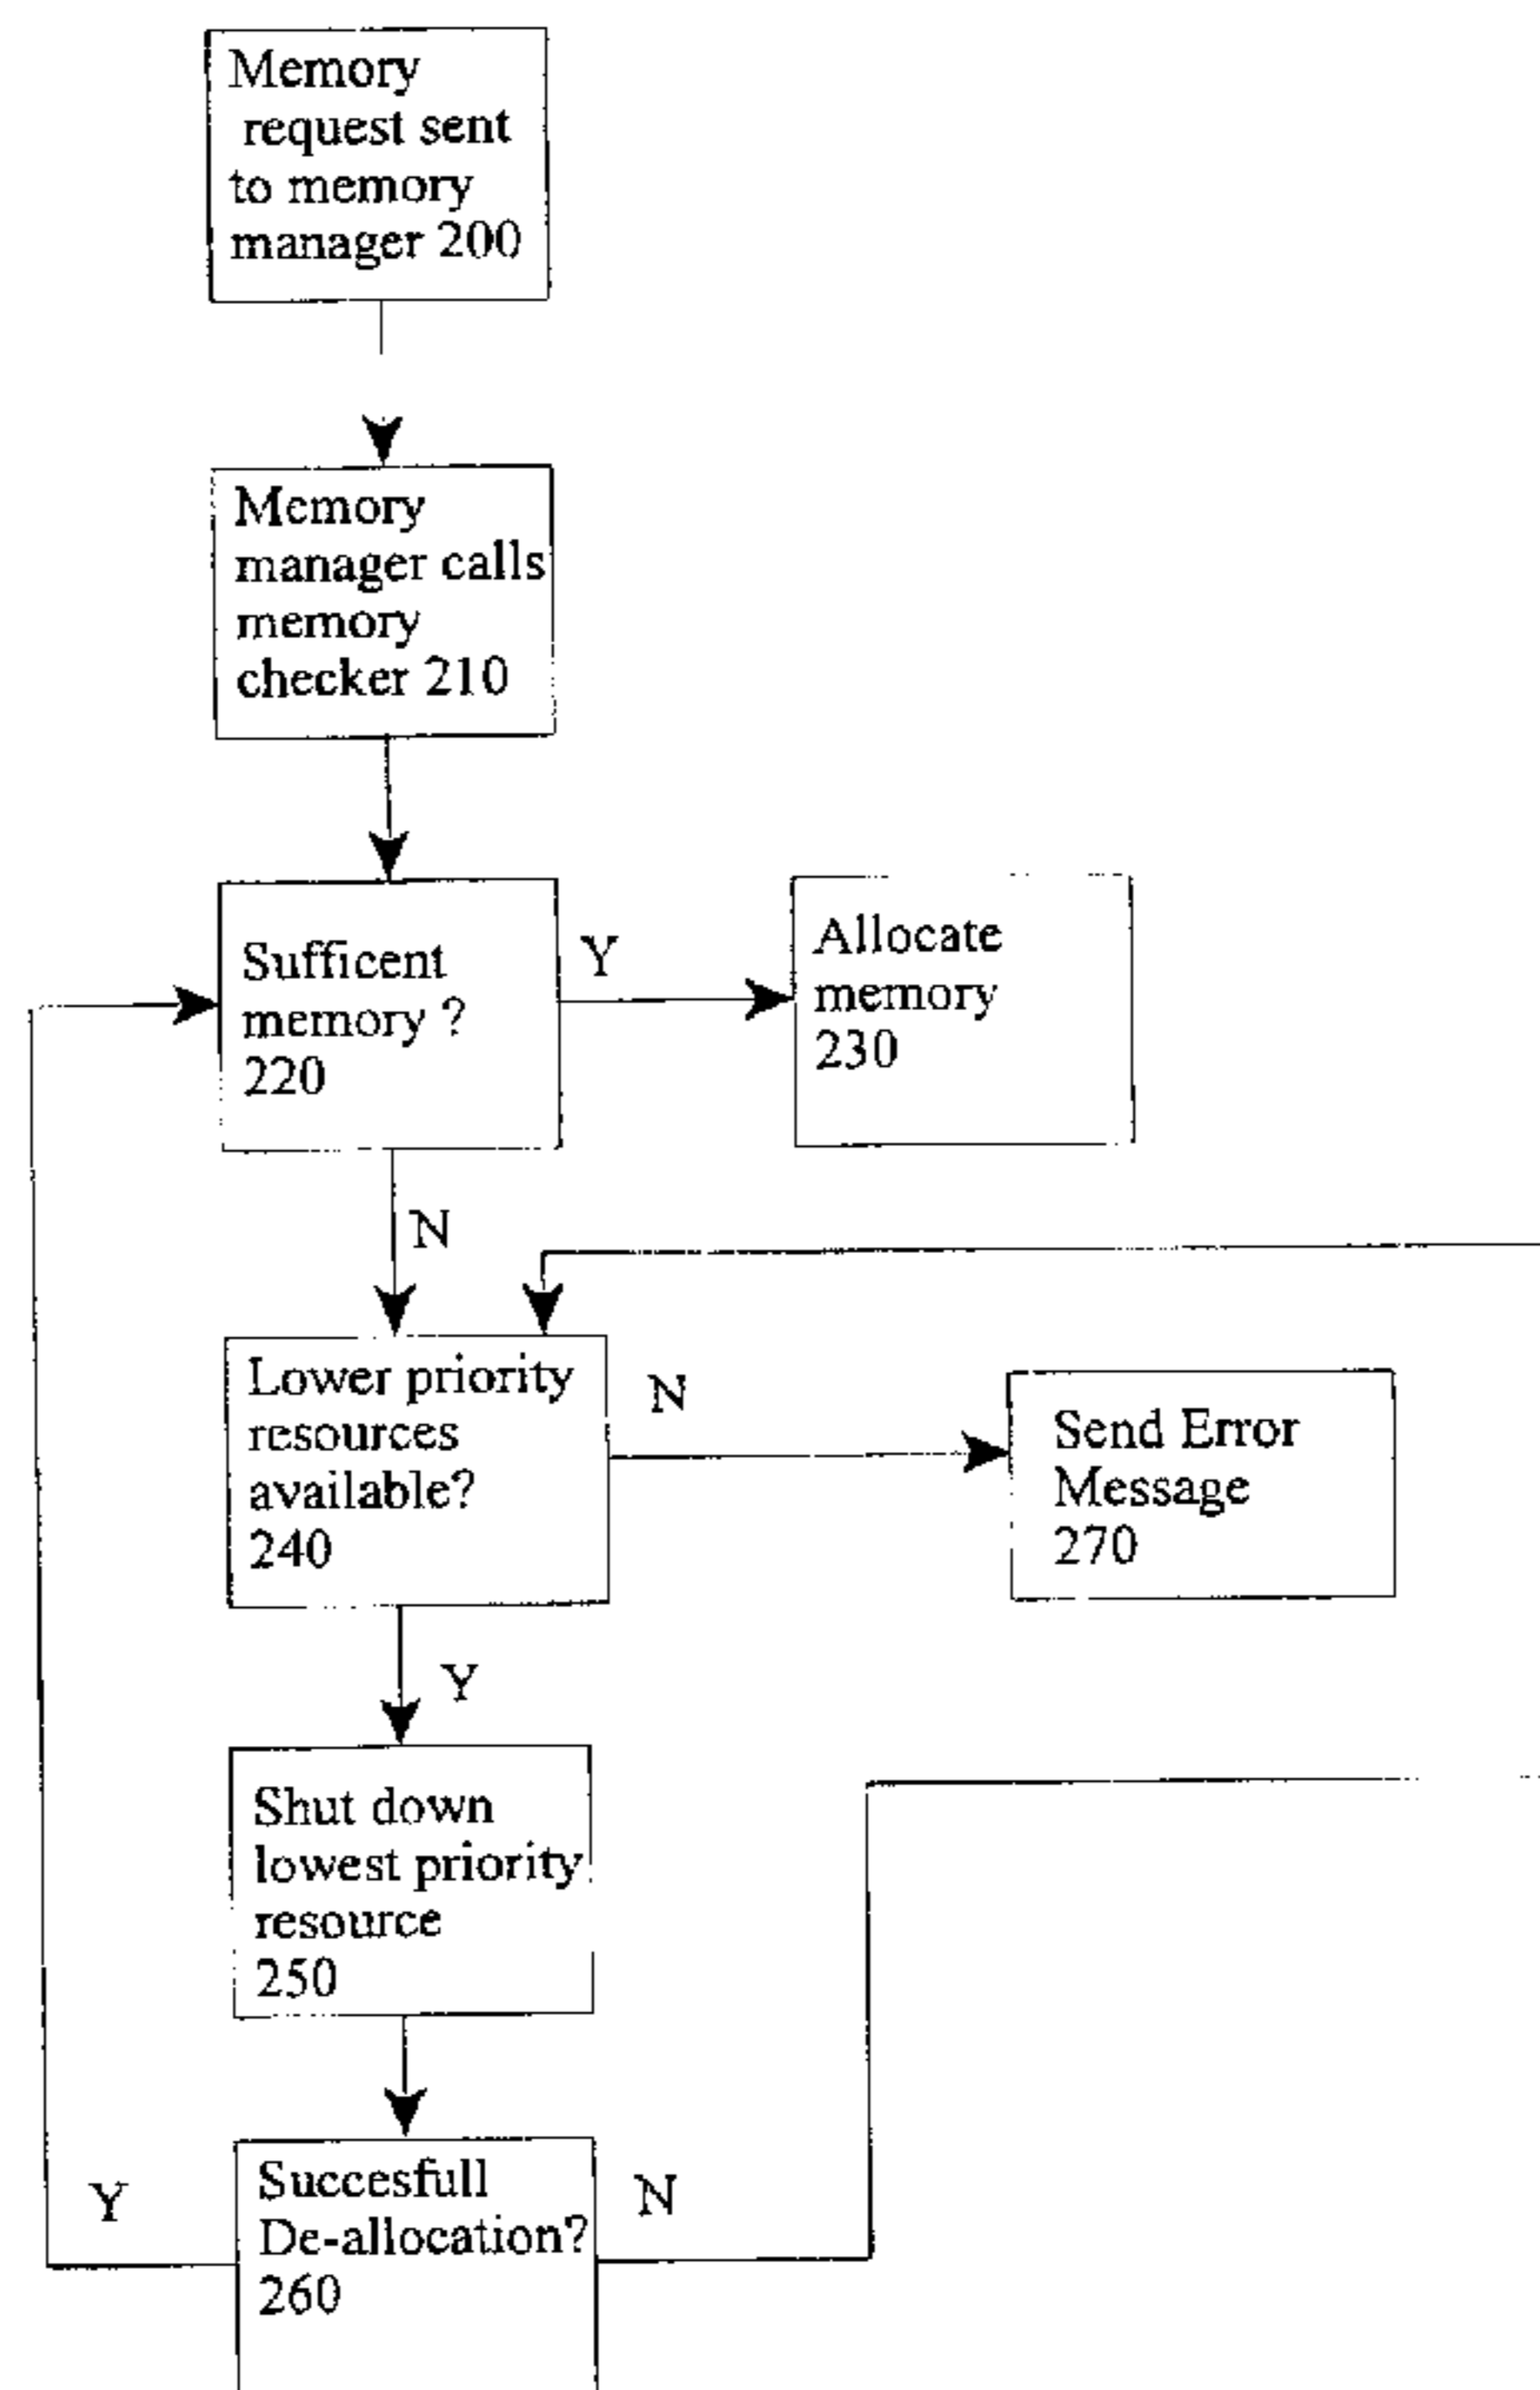 Memory
request sent
to memory
manager 200
Memory
manager calls
memory
checker 210
Sufficent
memory ?
220
Y
Allocate
memory
230
N
Lower priority
resources
available?
240
N
Send Error
Message
270
Y
Shut down
lowest priority
resource
250
Y
Succesfull
De-allocation?
260
N